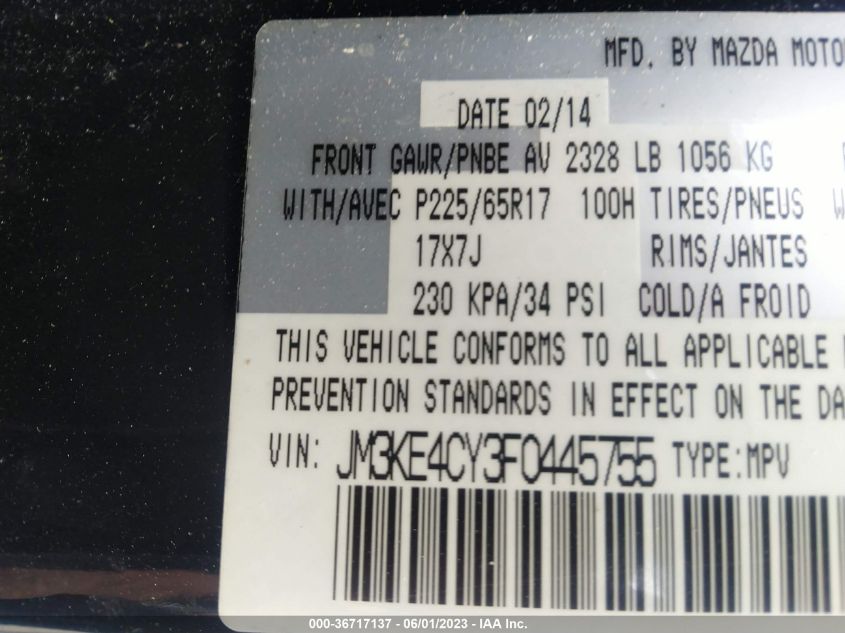 MFD. BY MAZDA
DATE 02/14
FRONT GAWR/PNBE AV 2328 LB 1056 KG
WITH/AVEC P225/65R17 100H TIRES/PNEUS
17X7J RIMS/JANTES
230 KPA/34 PSI COLD/A FROID
THIS VEHICLE CONFORMS TO ALL APPLICABLE
PREVENTION STANDARDS IN EFFECT ON THE
VIN: JM3KE4CY3F0445755 TYPE:MPV
000-36717137 - 06/01/2023 - IAA Inc.